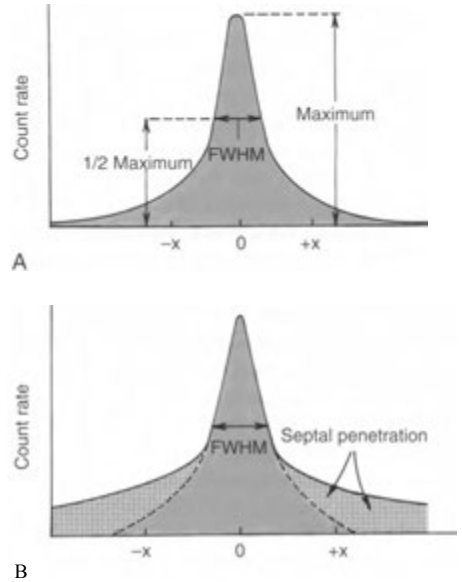 Count rate
Maximum
1/2 Maximum
FWHM
-x 0 +x
A
Count rate
Septal penetration
FWHM
-x 0 +x
B